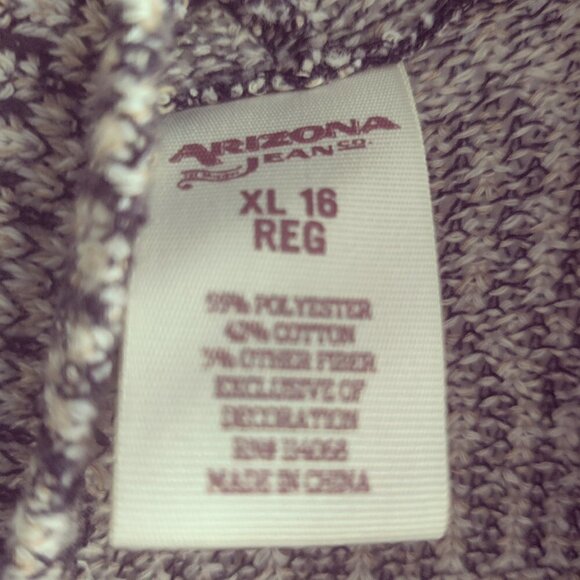 ARIZONA
JEAN CO.
XL 16
REG
55% POLYESTER
42% COTTON
3% OTHER FIBER
EXCLUSIVE OF
DECORATION
RN# 114068
MADE IN CHINA